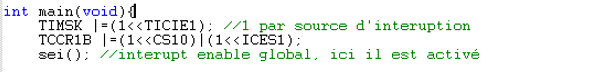 int main(void){
TIMSK |=(1<<TICIE1); //1 par source d'interuption
TCCR1B |=(1<<CS10)|(1<<ICES1);
sei(); //interupt enable global, ici il est activé